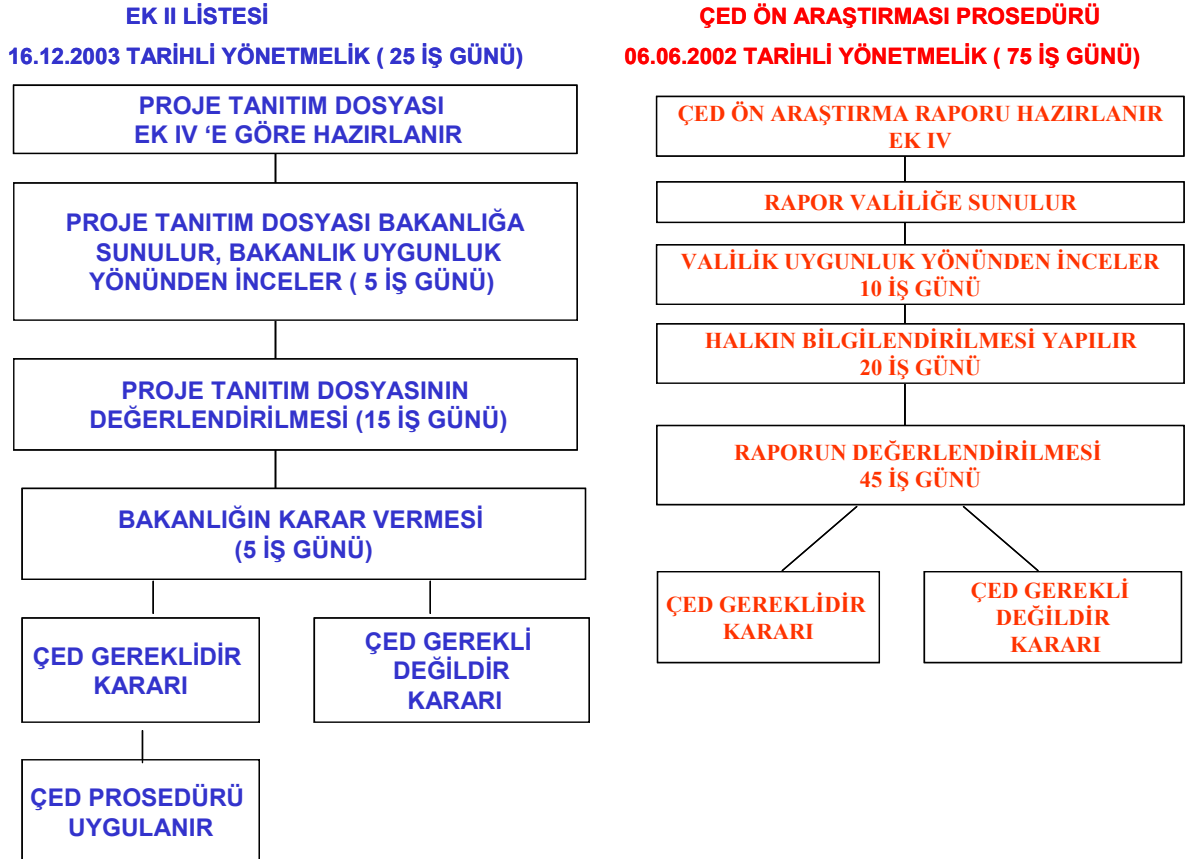 EK II LİSTESİ
16.12.2003 TARİHLİ YÖNETMELİK ( 25 İŞ GÜNÜ)
PROJE TANITIM DOSYASI
EK IV ‘E GÖRE HAZIRLANIR
PROJE TANITIM DOSYASI BAKANLIĞA
SUNULUR, BAKANLIK UYGUNLUK
YÖNÜNDEN İNCELER ( 5 İŞ GÜNÜ)
PROJE TANITIM DOSYASININ
DEĞERLENDİRİLMESİ (15 İŞ GÜNÜ)
BAKANLIĞIN KARAR VERMESİ
(5 İŞ GÜNÜ)
ÇED GEREKLİDİR
KARARI
ÇED GEREKLİ
DEĞİLDİR
KARARI
ÇED PROSEDÜRÜ
UYGULANIR
ÇED ÖN ARAŞTIRMASI PROSEDÜRÜ
06.06.2002 TARİHLİ YÖNETMELİK ( 75 İŞ GÜNÜ)
ÇED ÖN ARAŞTIRMA RAPORU HAZIRLANIR
EK IV
RAPOR VALİLİĞE SUNULUR
VALİLİK UYGUNLUK YÖNÜNDEN İNCELER
10 İŞ GÜNÜ
HALKIN BİLGİLENDİRİLMESİ YAPILIR
20 İŞ GÜNÜ
RAPORUN DEĞERLENDİRİLMESİ
45 İŞ GÜNÜ
ÇED GEREKLİDİR
KARARI
ÇED GEREKLİ
DEĞİLDİR
KARARI